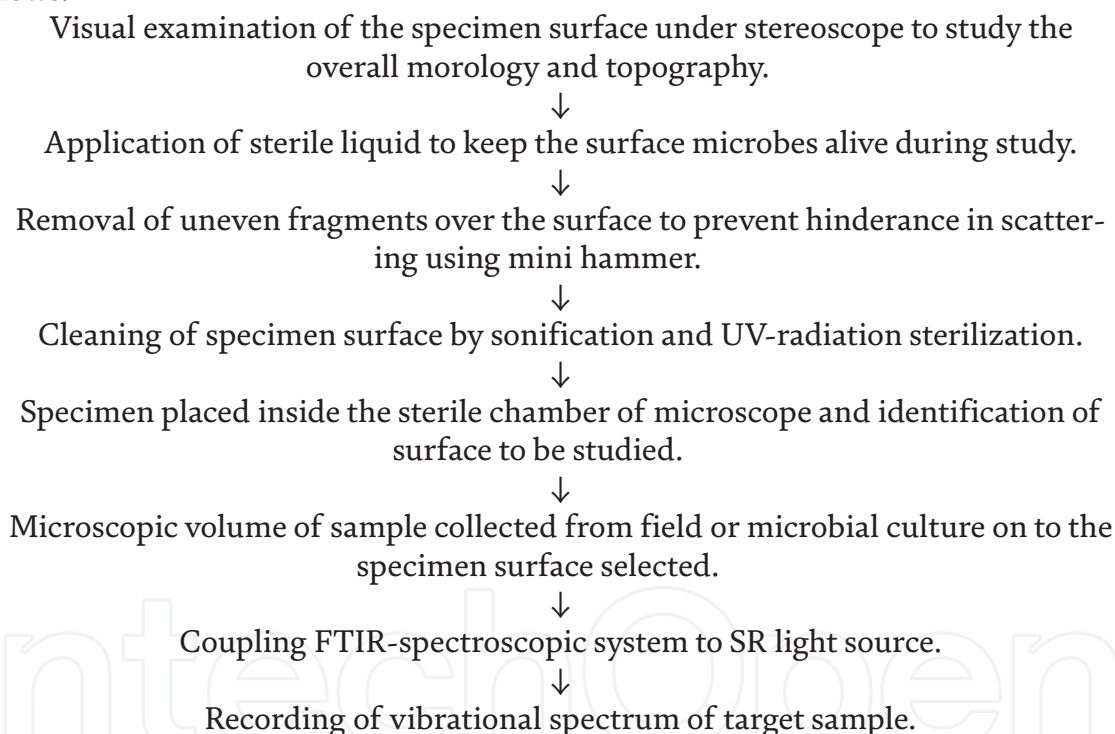 Visual examination of the specimen surface under stereoscope to study the
overall morology and topography.
↓
Application of sterile liquid to keep the surface microbes alive during study.
↓
Removal of uneven fragments over the surface to prevent hinderance in scatter-
ing using mini hammer.
↓
Cleaning of specimen surface by sonification and UV-radiation sterilization.
↓
Specimen placed inside the sterile chamber of microscope and identification of
surface to be studied.
↓
Microscopic volume of sample collected from field or microbial culture on to the
specimen surface selected.
↓
Coupling FTIR-spectroscopic system to SR light source.
↓
Recording of vibrational spectrum of target sample.